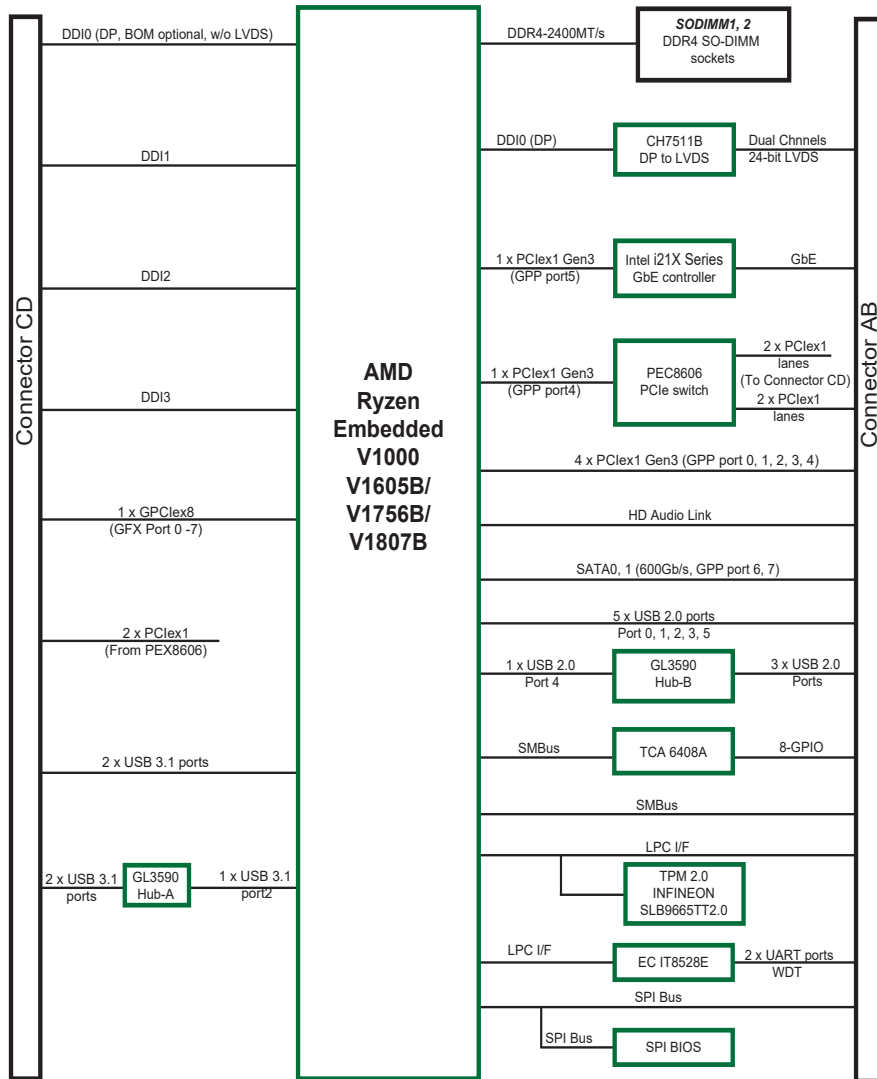 Connector CD
DDI0 (DP, BOM optional, w/o LVDS)
DDI1
DDI2
DDI3
1 x GPCIex8
(GFX Port 0 -7)
2 x PCIex1
(From PEX8606)
2 x USB 3.1 ports
2 x USB 3.1
ports
GL3590
Hub-A
1 x USB 3.1
port2
AMD
Ryzen
Embedded
V1000
V1605B/
V1756B/
V1807B
DDR4-2400MT/s
SODIMM1, 2
DDR4 SO-DIMM
sockets
DDI0 (DP)
CH7511B
DP to LVDS
Dual Chnnels
24-bit LVDS
1 x PCIex1 Gen3
(GPP port5)
Intel i21X Series
GbE controller
GbE
1 x PCIex1 Gen3
(GPP port4)
PEC8606
PCIe switch
2 x PCIex1
lanes
(To Connector CD)
2 x PCIex1
lanes
4 x PCIex1 Gen3 (GPP port 0, 1, 2, 3, 4)
HD Audio Link
SATA0, 1 (600Gb/s, GPP port 6, 7)
5 x USB 2.0 ports
Port 0, 1, 2, 3, 5
1 x USB 2.0
Port 4
GL3590
Hub-B
3 x USB 2.0
Ports
SMBus
TCA 6408A
8-GPIO
SMBus
LPC I/F
TPM 2.0
INFINEON
SLB9665TT2.0
LPC I/F
EC IT8528E
2 x UART ports
WDT
SPI Bus
SPI Bus
SPI BIOS
Connector AB